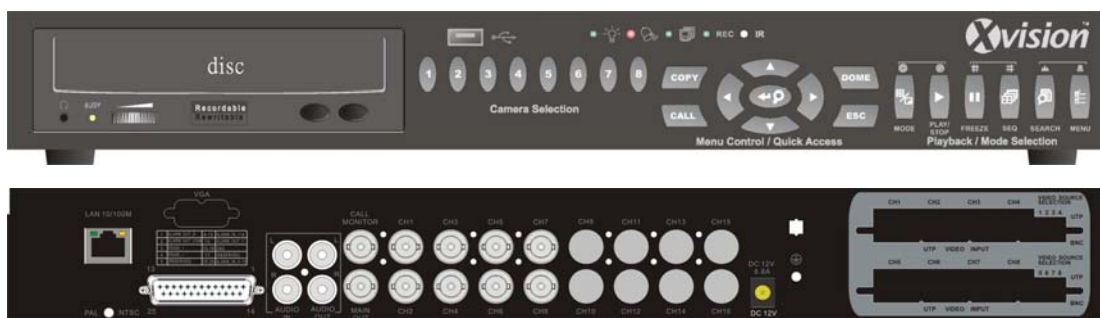 Xvision
disc
REC IR
BUSY
Recordable
Rewritable
1 2 3 4 5 6 7 8
Camera Selection
COPY
CALL
DOME
ESC
Menu Control / Quick Access
MODE PLAY/STOP FREEZE SEQ SEARCH MENU
Playback / Mode Selection
VGA
LAN 10/100M
13 1
25 14
PAL NTSC
L L
R R
AUDIO IN
AUDIO OUT
CALL MONITOR CH1 CH3 CH5 CH7 CH9 CH11 CH13 CH15
MAIN OUT CH2 CH4 CH6 CH8 CH10 CH12 CH14 CH16
DC 12V
DC 12V
CH1 CH2 CH3 CH4 VIDEO SOURCE SELECTION
1 2 3 4
UTP
BNC
UTP VIDEO INPUT
CH5 CH6 CH7 CH8 VIDEO SOURCE SELECTION
5 6 7 8
UTP
BNC
UTP VIDEO INPUT